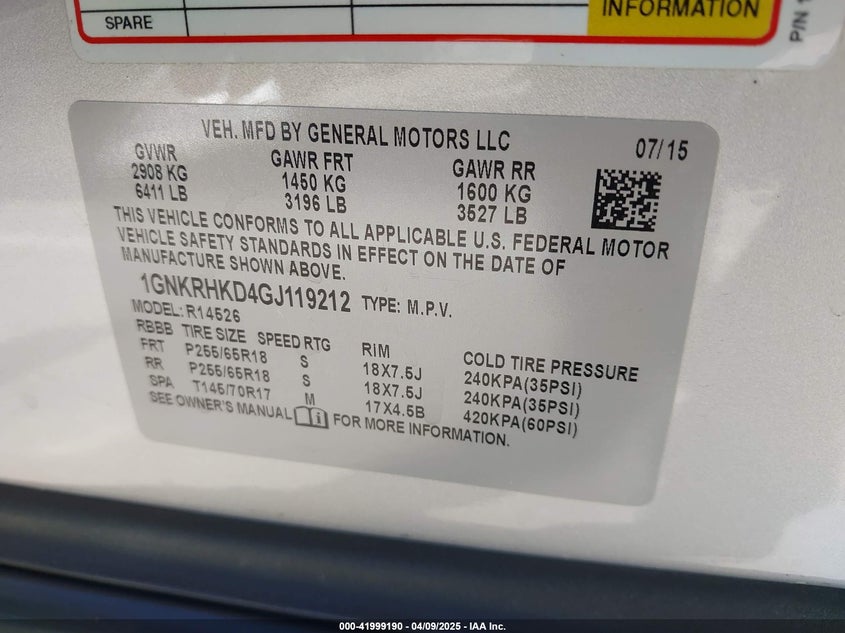 SPARE
INFORMATION
P/N 1
VEH. MFD BY GENERAL MOTORS LLC
07/15
GVWR GAWR FRT GAWR RR
2908 KG 1450 KG 1600 KG
6411 LB 3196 LB 3527 LB
THIS VEHICLE CONFORMS TO ALL APPLICABLE U.S. FEDERAL MOTOR
VEHICLE SAFETY STANDARDS IN EFFECT ON THE DATE OF
MANUFACTURE SHOWN ABOVE.
1GNKRHKD4GJ119212 TYPE: M.P.V.
MODEL: R14526
RBBB TIRE SIZE SPEED RTG RIM COLD TIRE PRESSURE
FRT P255/65R18 S 18X7.5J 240KPA(35PSI)
RR P255/65R18 S 18X7.5J 240KPA(35PSI)
SPA T145/70R17 M 17X4.5B 420KPA(60PSI)
SEE OWNER'S MANUAL FOR MORE INFORMATION.
000-41999190 - 04/09/2025 - IAA Inc.